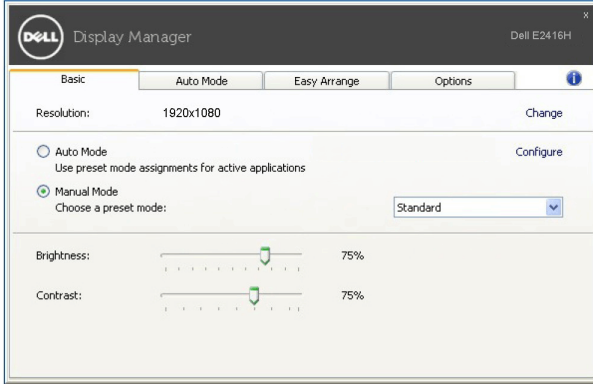 DELL Display Manager
x
Dell E2416H
Basic Auto Mode Easy Arrange Options i
Resolution: 1920x1080 Change
Auto Mode Configure
Use preset mode assignments for active applications
Manual Mode
Choose a preset mode: Standard
Brightness: 75%
Contrast: 75%